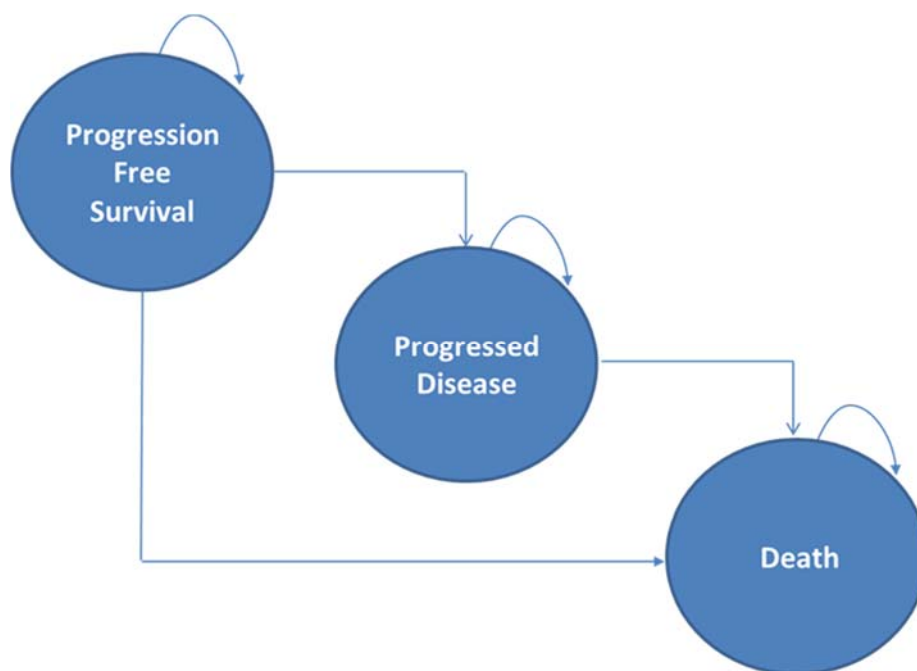 Progression
Free
Survival
Progressed
Disease
Death